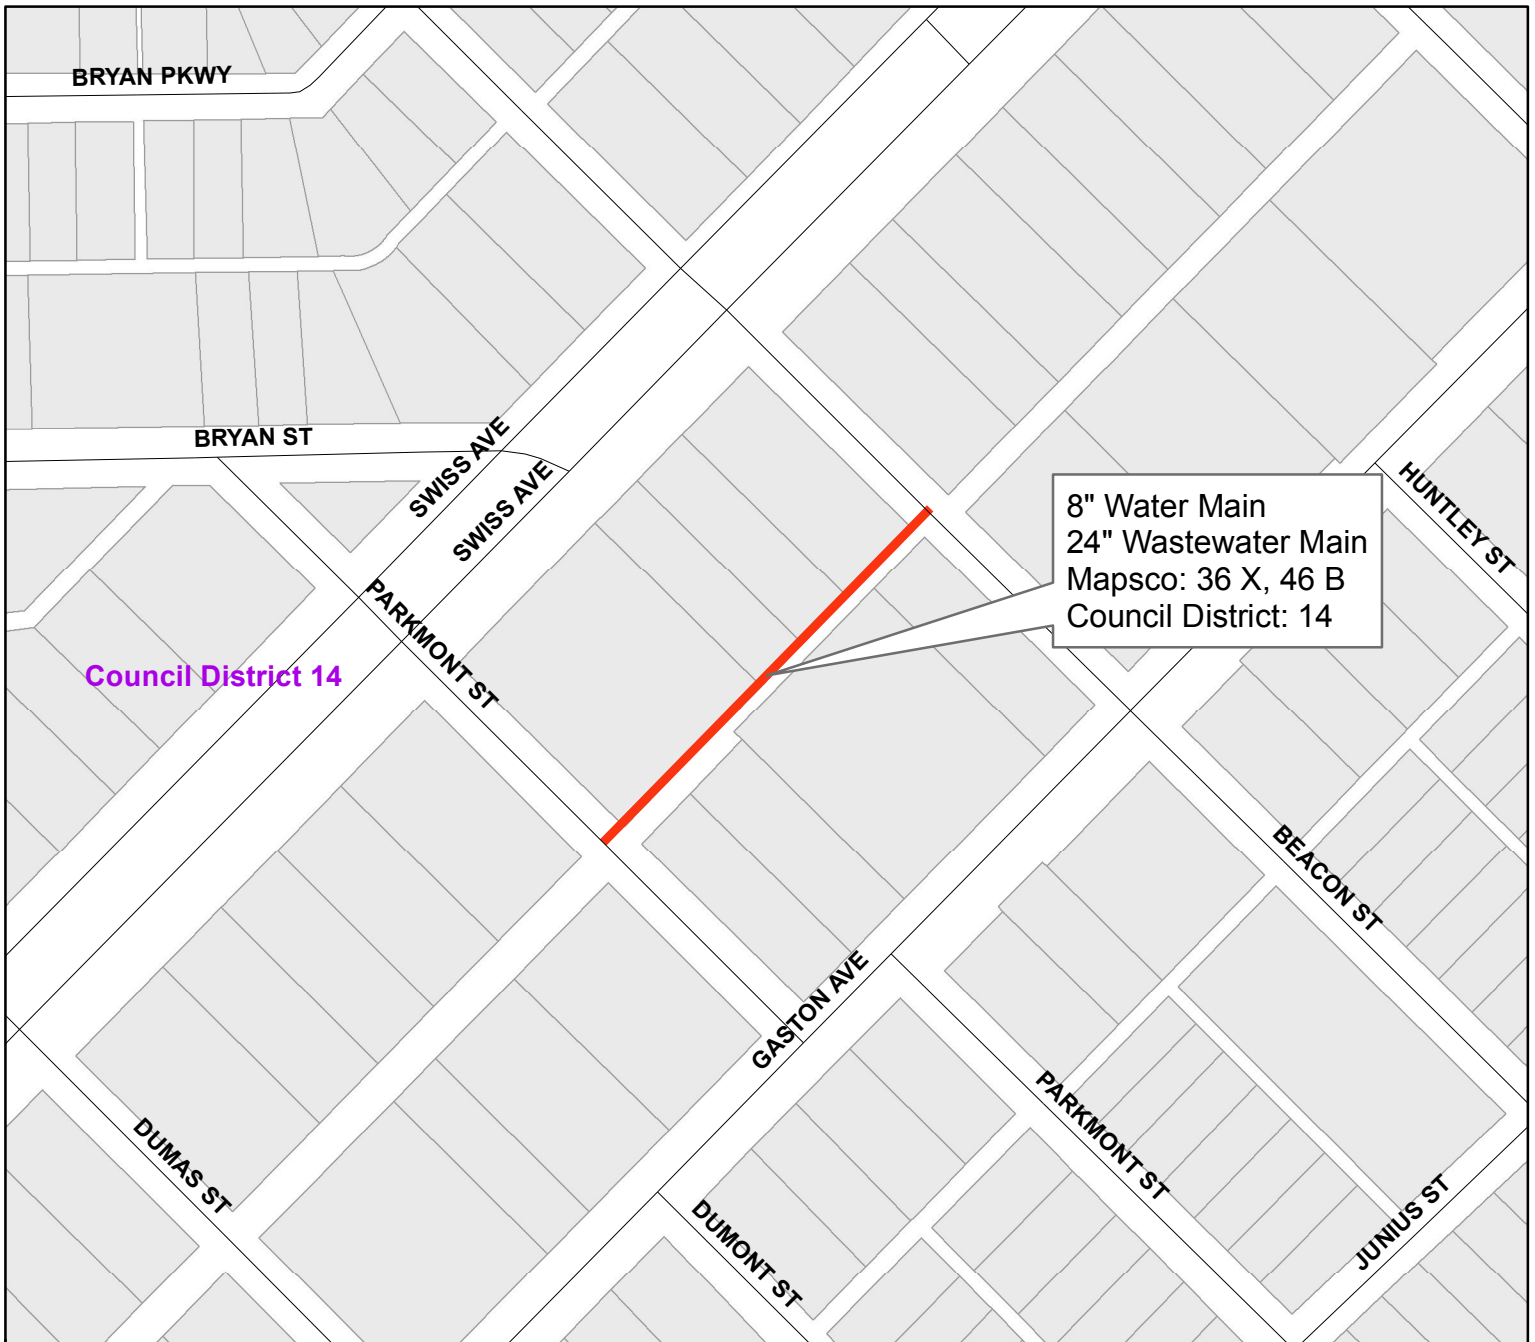 BRYAN PKWY
BRYAN ST
SWISS AVE
SWISS AVE
HUNTLEY ST
8" Water Main
24" Wastewater Main
Mapsco: 36 X, 46 B
Council District: 14
PARKMONT ST
Council District 14
BEACON ST
GASTON AVE
PARKMONT ST
DUMAS ST
JUNIUS ST
DUMONT ST